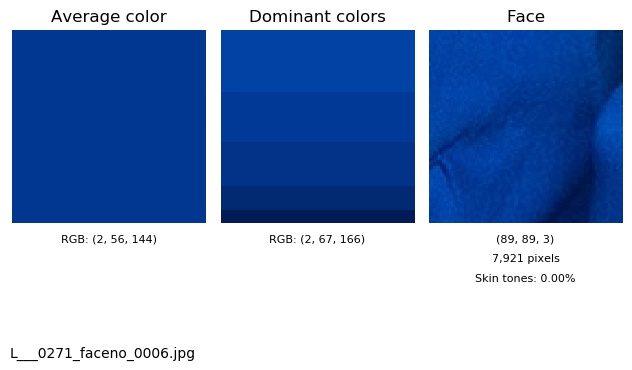 Average color
Dominant colors
Face
RGB: (2, 56, 144)
RGB: (2, 67, 166)
(89, 89, 3)
7,921 pixels
Skin tones: 0.00%
L___0271_faceno_0006.jpg